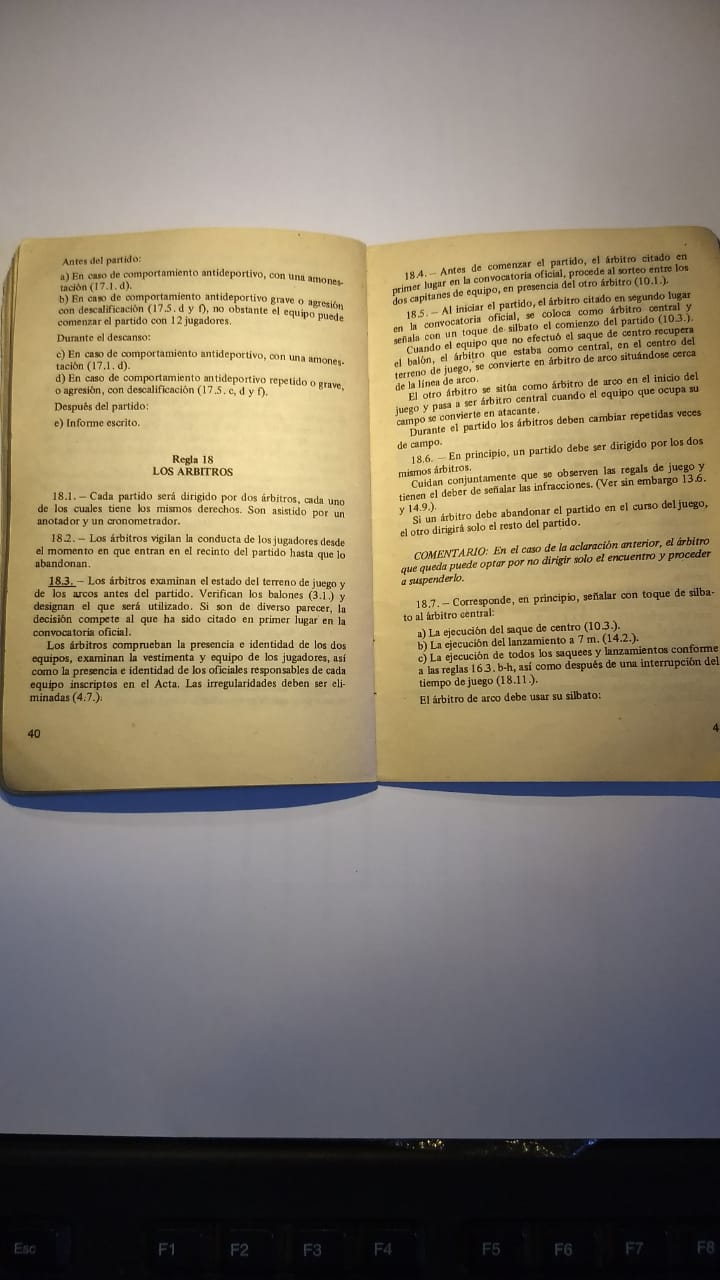 Antes del partido:
a) En caso de comportamiento antideportivo, con una amones-
tación (17.1. d).
b) En caso de comportamiento antideportivo grave o agresión
con descalificación (17.5. d y f), no obstante el equipo puede
comenzar el partido con 12 jugadores.
Durante el descanso:
c) En caso de comportamiento antideportivo, con una amones-
tación (17.1. d).
d) En caso de comportamiento antideportivo repetido o grave,
o agresión, con descalificación (17.5. c, d y f).
Después del partido:
e) Informe escrito.
Regla 18
LOS ARBITROS
18.1. — Cada partido será dirigido por dos árbitros, cada uno
de los cuales tiene los mismos derechos. Son asistido por un
anotador y un cronometrador.
18.2. — Los árbitros vigilan la conducta de los jugadores desde
el momento en que entran en el recinto del partido hasta que lo
abandonan.
18.3. — Los árbitros examinan el estado del terreno de juego y
de los arcos antes del partido. Verifican los balones (3.1.) y
designan el que será utilizado. Si son de diverso parecer, la
decisión compete al que ha sido citado en primer lugar en la
convocatoria oficial.
Los árbitros comprueban la presencia e identidad de los dos
equipos, examinan la vestimenta y equipo de los jugadores, así
como la presencia e identidad de los oficiales responsables de cada
equipo inscriptos en el Acta. Las irregularidades deben ser eli-
minadas (4.7.).
40
18.4. — Antes de comenzar el partido, el árbitro citado en
primer lugar en la convocatoria oficial, procede al sorteo entre los
dos capitanes de equipo, en presencia del otro árbitro (10.1.).
18.5. — Al iniciar el partido, el árbitro citado en segundo lugar
en la convocatoria oficial, se coloca como árbitro central y
señala con un toque de silbato el comienzo del partido (10.3.).
Cuando el equipo que no efectuó el saque de centro recupera
el balón, el árbitro que estaba como central, en el centro del
terreno de juego, se convierte en árbitro de arco situándose cerca
de la línea de arco.
El otro árbitro se sitúa como árbitro de arco en el inicio del
juego y pasa a ser árbitro central cuando el equipo que ocupa su
campo se convierte en atacante.
Durante el partido los árbitros deben cambiar repetidas veces
de campo.
18.6. — En principio, un partido debe ser dirigido por los dos
mismos árbitros.
Cuidan conjuntamente que se observen las regals de juego y
tienen el deber de señalar las infracciones. (Ver sin embargo 13.6.
y 14.9.).
Si un árbitro debe abandonar el partido en el curso del juego,
el otro dirigirá solo el resto del partido.
COMENTARIO: En el caso de la aclaración anterior, el árbitro
que queda puede optar por no dirigir solo el encuentro y proceder
a suspenderlo.
18.7. — Corresponde, en principio, señalar con toque de silba-
to al árbitro central:
a) La ejecución del saque de centro (10.3.).
b) La ejecución del lanzamiento a 7 m. (14.2.).
c) La ejecución de todos los saquees y lanzamientos conforme
a las reglas 16.3. b-h, así como después de una interrupción del
tiempo de juego (18.11.).
El árbitro de arco debe usar su silbato:
4
Esc F1 F2 F3 F4 F5 F6 F7 F8